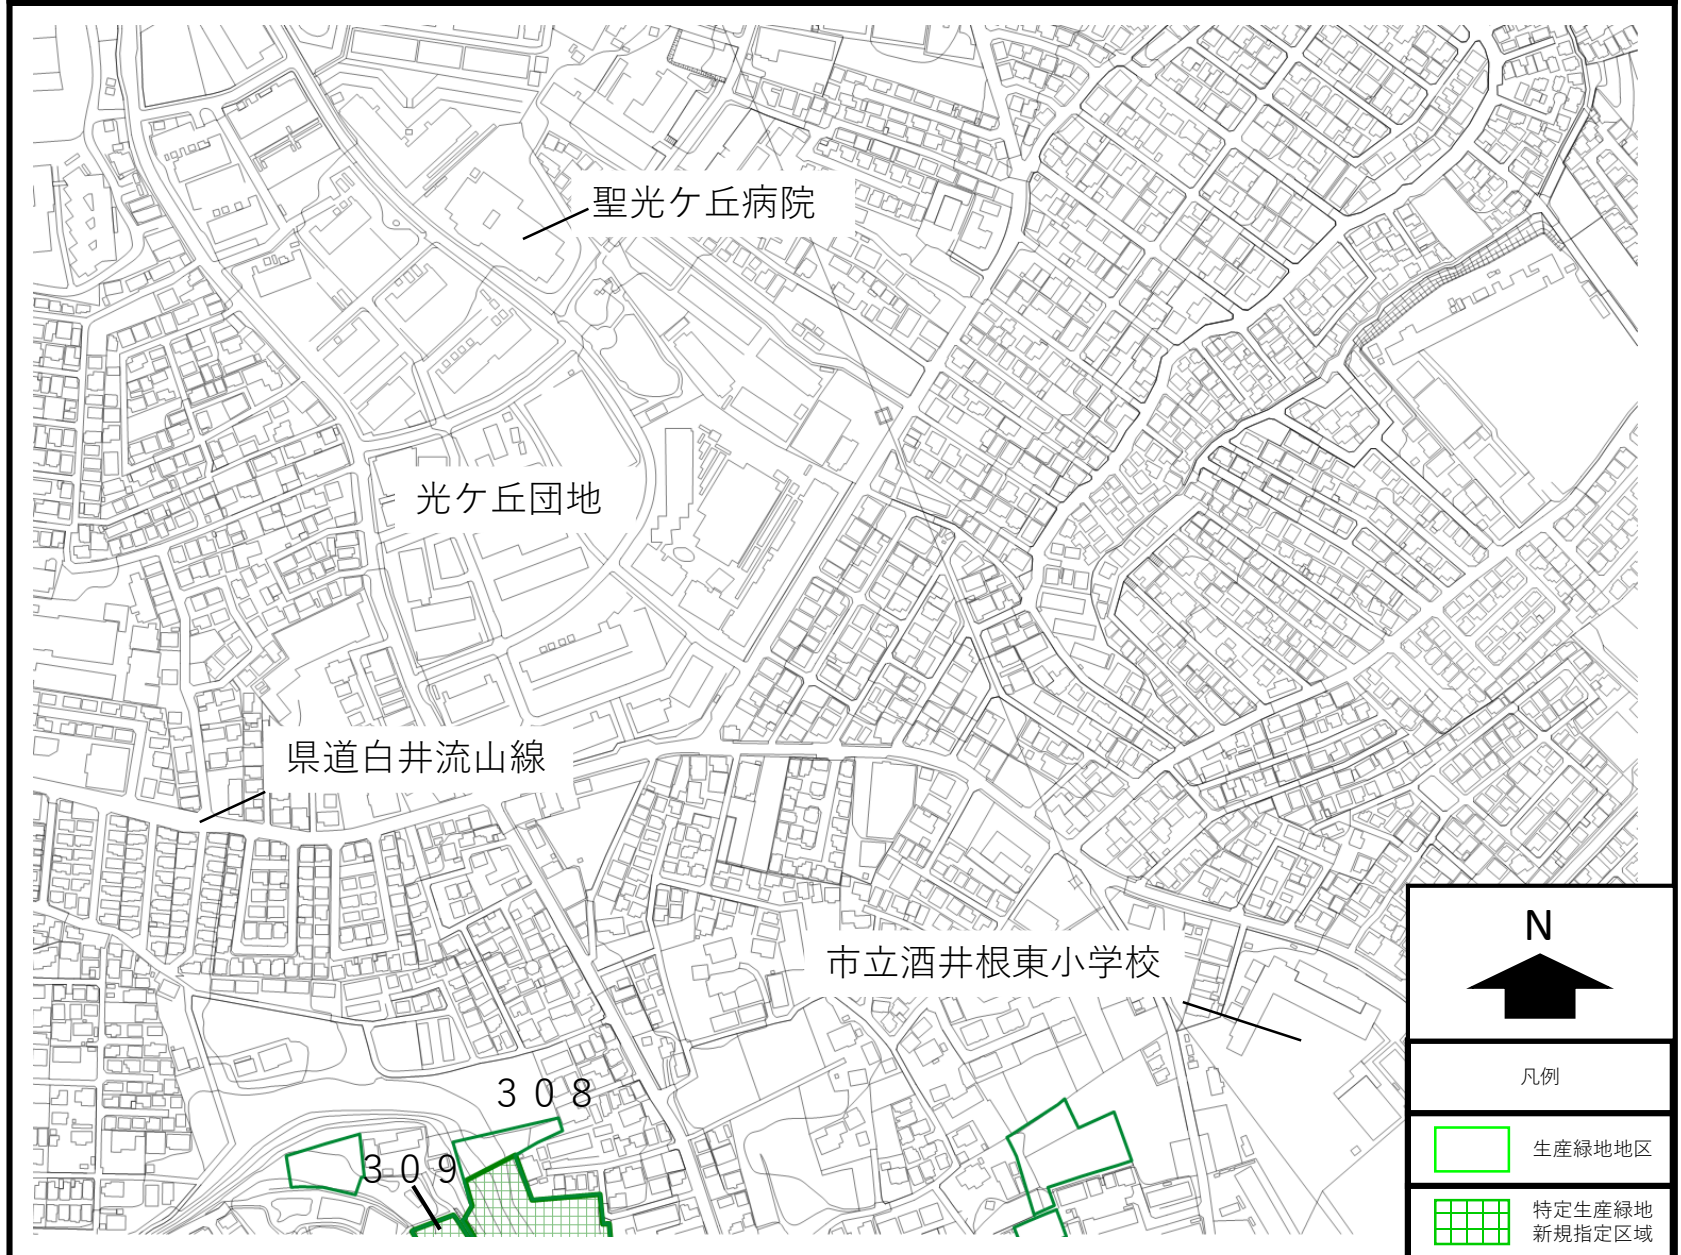 聖光ケ丘病院
光ケ丘団地
県道白井流山線
市立酒井根東小学校
308
309
N
凡例
生産緑地地区
特定生産緑地
新規指定区域